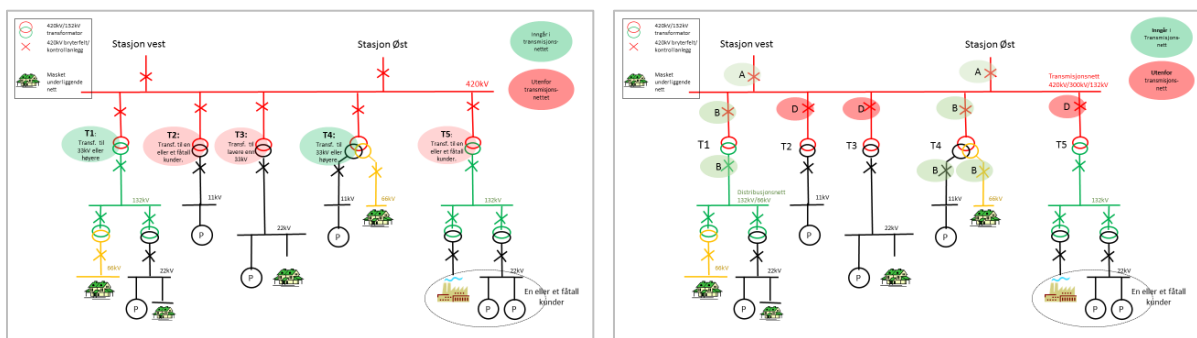 420kV/132kV
transformator
420kV bryterfelt/
kontrollanlegg
Masket
underliggende
nett
Stasjon vest
Stasjon Øst
Inngår i
transmisjons-
nettet
Utenfor
transmisjons-
nettet
420kV
T1:
Transf. til
33kV eller
høyere
T2:
Transf. til en
eller et fåtall
kunder.
T3:
Transf. til
lavere enn
33kV
T4:
Transf. til
33kV eller
høyere
T5:
Transf. til en
eller et fåtall
kunder.
132kV
11kV
11kV
66kV
132kV
66kV
22kV
22kV
22kV
P
P
P
P
P
P
En eller et fåtall
kunder
420kV/132kV
transformator
420kV bryterfelt/
kontrollanlegg
Masket
underliggende
nett
Stasjon vest
Stasjon Øst
Inngår i
Transmisjons-
nett
Utenfor
transmisjons-
nett
Transmisjonsnett
420kV/300kV/132kV
A
A
B
D
D
B
D
T1
T2
T3
T4
T5
B
B
B
Distribusjonsnett
132kV/66kV
11kV
11kV
66kV
132kV
66kV
22kV
22kV
22kV
P
P
P
P
P
P
En eller et fåtall
kunder